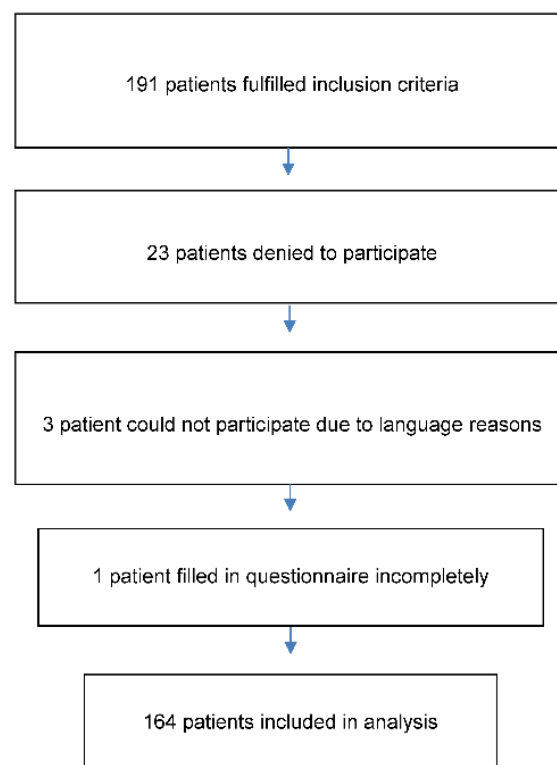 191 patients fulfilled inclusion criteria
23 patients denied to participate
3 patient could not participate due to language reasons
1 patient filled in questionnaire incompletely
164 patients included in analysis